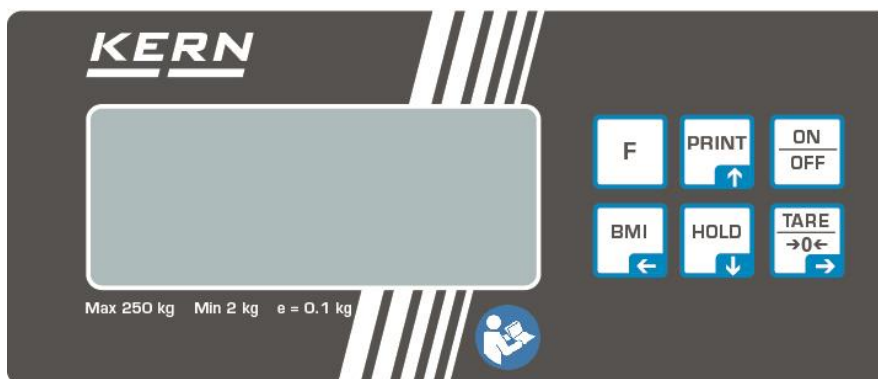 KERN
F
PRINT
ON
OFF
BMI
HOLD
TARE
→0←
Max 250 kg Min 2 kg e = 0.1 kg